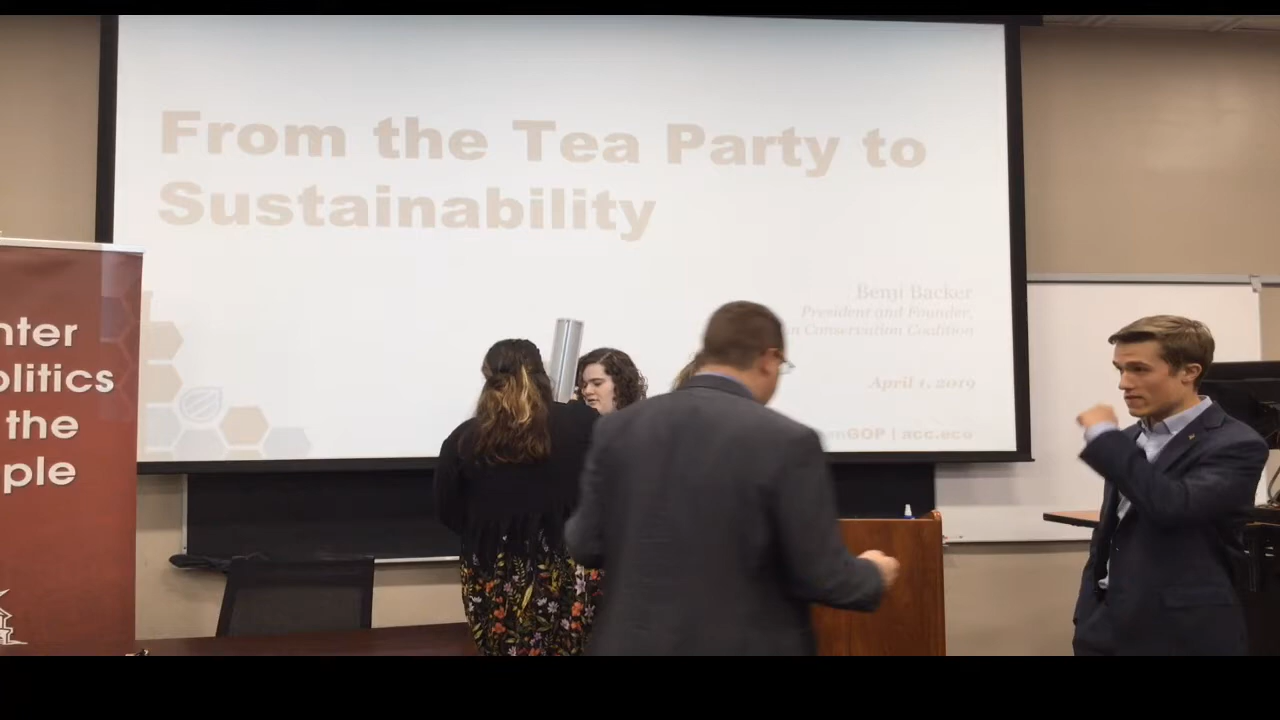 From the Tea Party to
Sustainability
Benji Backer
President and Founder,
Conservation Coalition
April 1, 2019
GOP | acc.eco
nter
olitics
the
ple